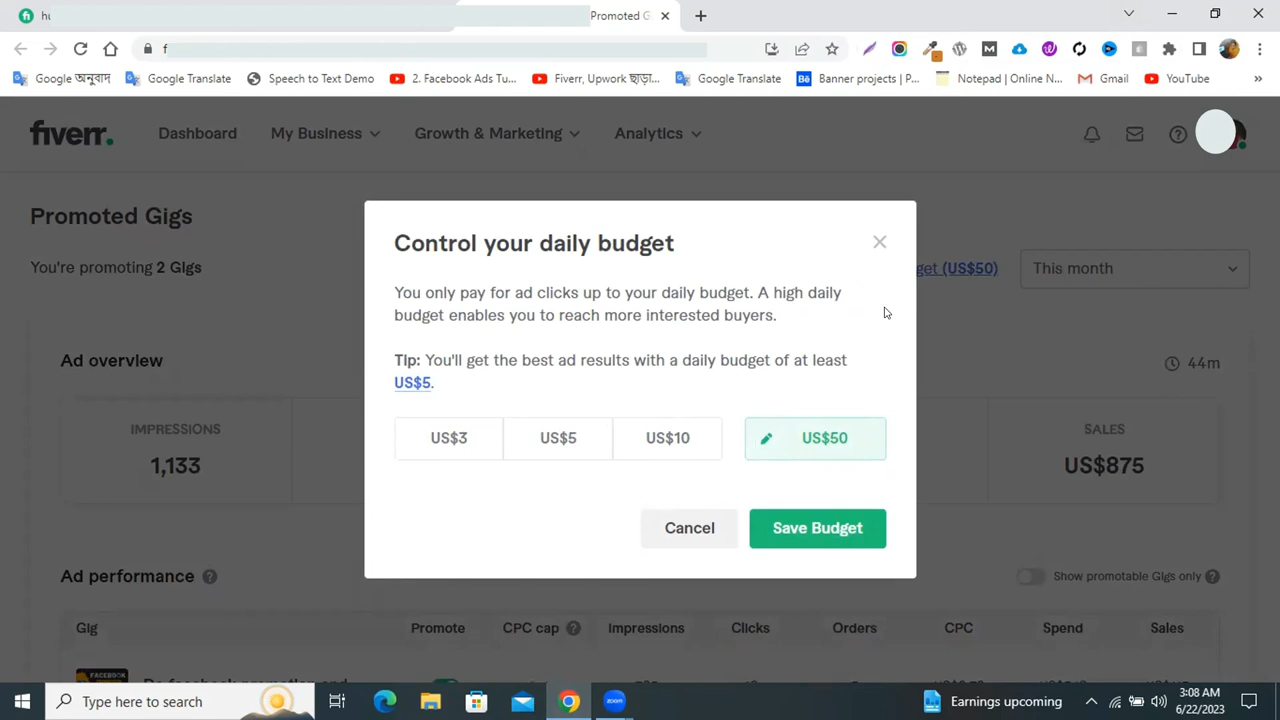 hu
Promoted G
f
Google অনুবাদ
Google Translate
Speech to Text Demo
2. Facebook Ads Tu...
Fiverr, Upwork ছাড়া...
Google Translate
Banner projects | P...
Notepad | Online N...
Gmail
YouTube
»
fiverr.
Dashboard
My Business
Growth & Marketing
Analytics
Promoted Gigs
You're promoting 2 Gigs
get (US$50)
This month
Control your daily budget
You only pay for ad clicks up to your daily budget. A high daily
budget enables you to reach more interested buyers.
Tip: You'll get the best ad results with a daily budget of at least
US$5.
US$3
US$5
US$10
US$50
Cancel
Save Budget
Ad overview
44m
IMPRESSIONS
1,133
SALES
US$875
Ad performance
Show promotable Gigs only
Gig
Promote
CPC cap
Impressions
Clicks
Orders
CPC
Spend
Sales
FACEBOOK
Type here to search
zoom
Earnings upcoming
3:08 AM
6/22/2023